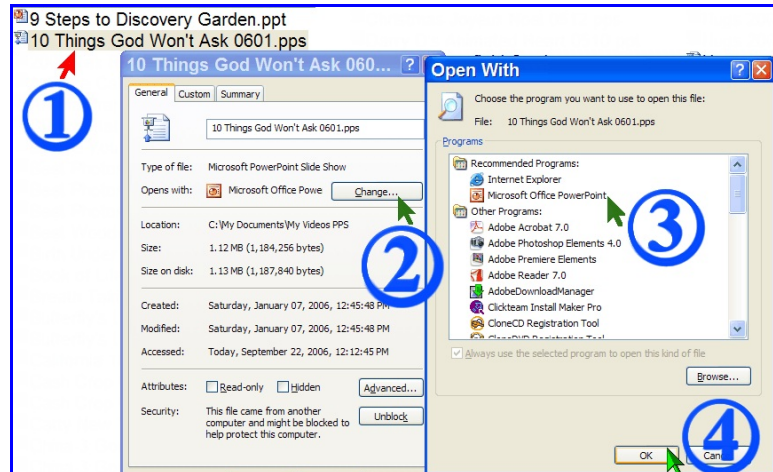 9 Steps to Discovery Garden.ppt
10 Things God Won't Ask 0601.pps
1
10 Things God Won't Ask 060...
General Custom Summary
10 Things God Won't Ask 0601.pps
Type of file: Microsoft PowerPoint Slide Show
Opens with: Microsoft Office Powe Change...
2
Location: C:\My Documents\My Videos PPS
Size: 1.12 MB (1,184,256 bytes)
Size on disk: 1.13 MB (1,187,840 bytes)
Created: Saturday, January 07, 2006, 12:45:48 PM
Modified: Saturday, January 07, 2006, 12:45:48 PM
Accessed: Today, September 22, 2006, 12:12:45 PM
Attributes: Read-only Hidden Advanced...
Security: This file came from another
computer and might be blocked to
help protect this computer.
Unblock
Open With
Choose the program you want to use to open this file:
File: 10 Things God Won't Ask 0601.pps
Programs
Recommended Programs:
Internet Explorer
Microsoft Office PowerPoint
3
Other Programs:
Adobe Acrobat 7.0
Adobe Photoshop Elements 4.0
Adobe Premiere Elements
Adobe Reader 7.0
AdobeDownloadManager
Clickteam Install Maker Pro
CloneCD Registration Tool
Always use the selected program to open this kind of file
Browse...
OK
4